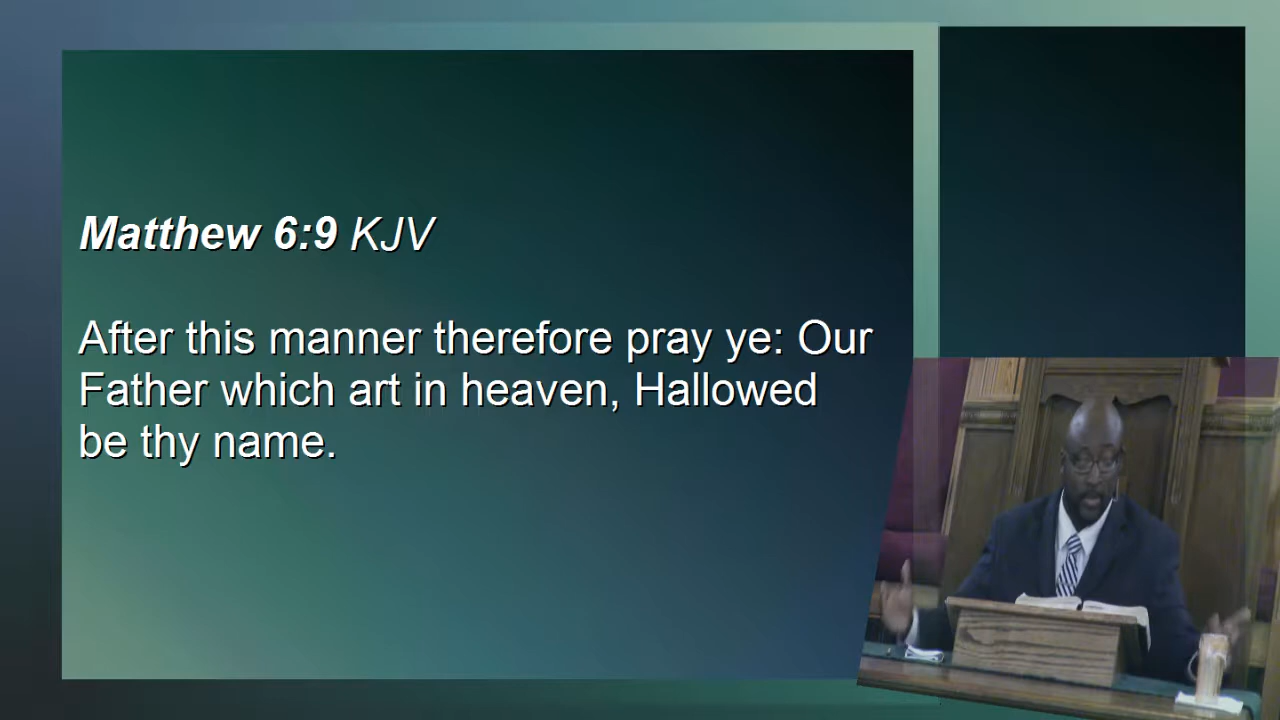 Matthew 6:9 KJV
After this manner therefore pray ye: Our
Father which art in heaven, Hallowed
be thy name.